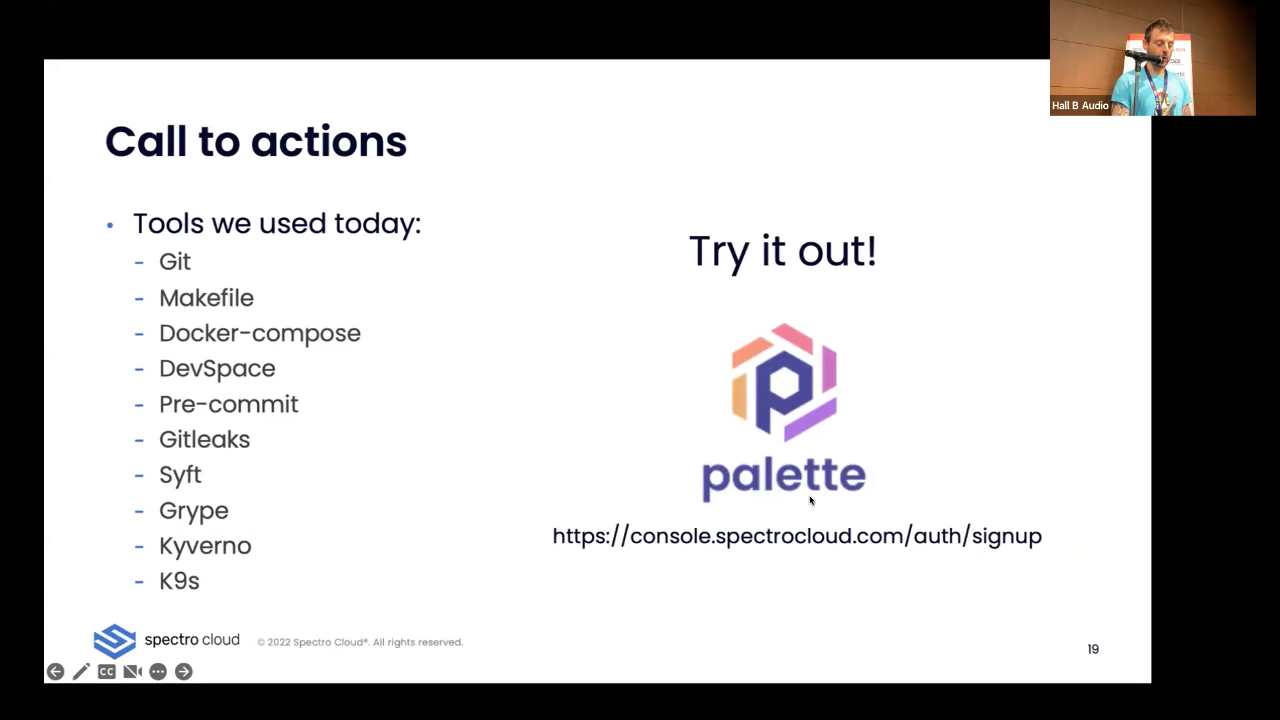 Hall B Audio
Call to actions
• Tools we used today:
- Git
- Makefile
- Docker-compose
- DevSpace
- Pre-commit
- Gitleaks
- Syft
- Grype
- Kyverno
- K9s
Try it out!
palette
https://console.spectrocloud.com/auth/signup
spectro cloud
© 2022 Spectro Cloud®. All rights reserved.
19
CC